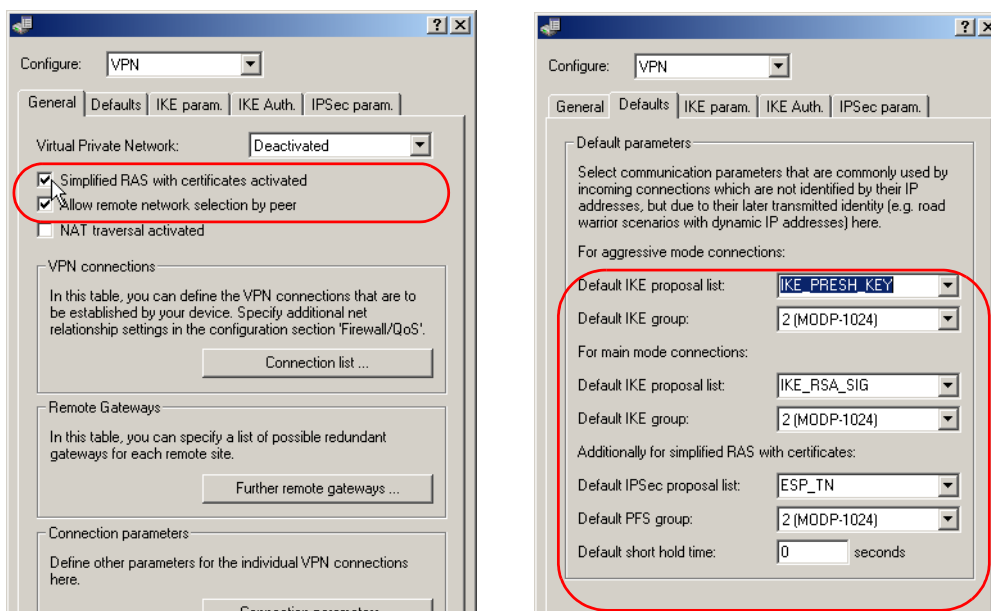 Configure: VPN
General Defaults IKE param. IKE Auth. IPSec param.
Virtual Private Network: Deactivated
Simplified RAS with certificates activated
Allow remote network selection by peer
NAT traversal activated
VPN connections
In this table, you can define the VPN connections that are to
be established by your device. Specify additional net
relationship settings in the configuration section 'Firewall/QoS'.
Connection list ...
Remote Gateways
In this table, you can specify a list of possible redundant
gateways for each remote site.
Further remote gateways ...
Connection parameters
Define other parameters for the individual VPN connections
here.
Connection parameters
Configure: VPN
General Defaults IKE param. IKE Auth. IPSec param.
Default parameters
Select communication parameters that are commonly used by
incoming connections which are not identified by their IP
addresses, but due to their later transmitted identity (e.g. road
warrior scenarios with dynamic IP addresses) here.
For aggressive mode connections:
Default IKE proposal list: IKE_PRESH_KEY
Default IKE group: 2 (MODP-1024)
For main mode connections:
Default IKE proposal list: IKE_RSA_SIG
Default IKE group: 2 (MODP-1024)
Additionally for simplified RAS with certificates:
Default IPSec proposal list: ESP_TN
Default PFS group: 2 (MODP-1024)
Default short hold time: 0 seconds